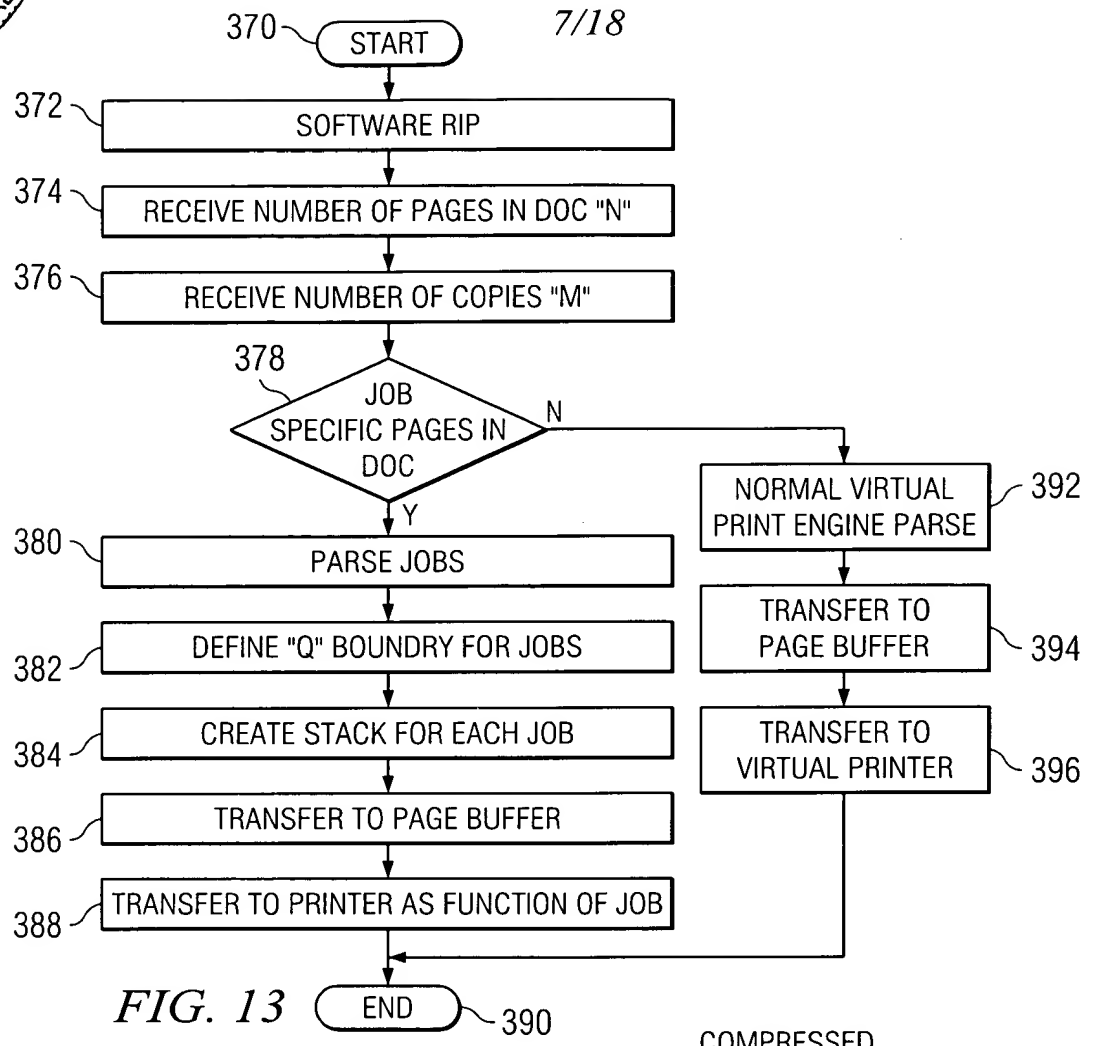 7/18
370
START
372
SOFTWARE RIP
374
RECEIVE NUMBER OF PAGES IN DOC "N"
376
RECEIVE NUMBER OF COPIES "M"
378
JOB
SPECIFIC PAGES IN
DOC
N
Y
NORMAL VIRTUAL
PRINT ENGINE PARSE
392
380
PARSE JOBS
TRANSFER TO
PAGE BUFFER
394
382
DEFINE "Q" BOUNDRY FOR JOBS
384
CREATE STACK FOR EACH JOB
TRANSFER TO
VIRTUAL PRINTER
396
386
TRANSFER TO PAGE BUFFER
388
TRANSFER TO PRINTER AS FUNCTION OF JOB
FIG. 13
END
390
COMPRESSED